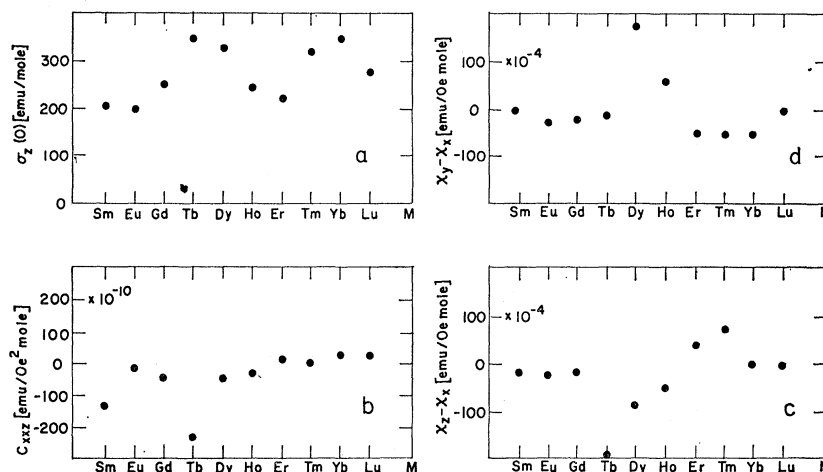 σz (0) [emu/mole]
300
200
100
0
a
Sm Eu Gd Tb Dy Ho Er Tm Yb Lu M
χy-χx [emu/Oe mole]
×10-4
100
0
-100
d
Sm Eu Gd Tb Dy Ho Er Tm Yb Lu
Cxxz [emu/Oe2 mole]
×10-10
200
100
0
-100
-200
b
Sm Eu Gd Tb Dy Ho Er Tm Yb Lu M
χz-χx [emu/Oe mole]
×10-4
100
0
-100
c
Sm Eu Gd Tb Dy Ho Er Tm Yb Lu